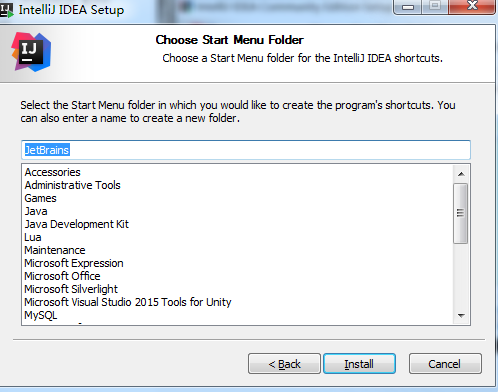 IntelliJ IDEA Setup
IJ
Choose Start Menu Folder
Choose a Start Menu folder for the IntelliJ IDEA shortcuts.
Select the Start Menu folder in which you would like to create the program's shortcuts. You
can also enter a name to create a new folder.
JetBrains
Accessories
Administrative Tools
Games
Java
Java Development Kit
Lua
Maintenance
Microsoft Expression
Microsoft Office
Microsoft Silverlight
Microsoft Visual Studio 2015 Tools for Unity
MySQL
< Back
Install
Cancel